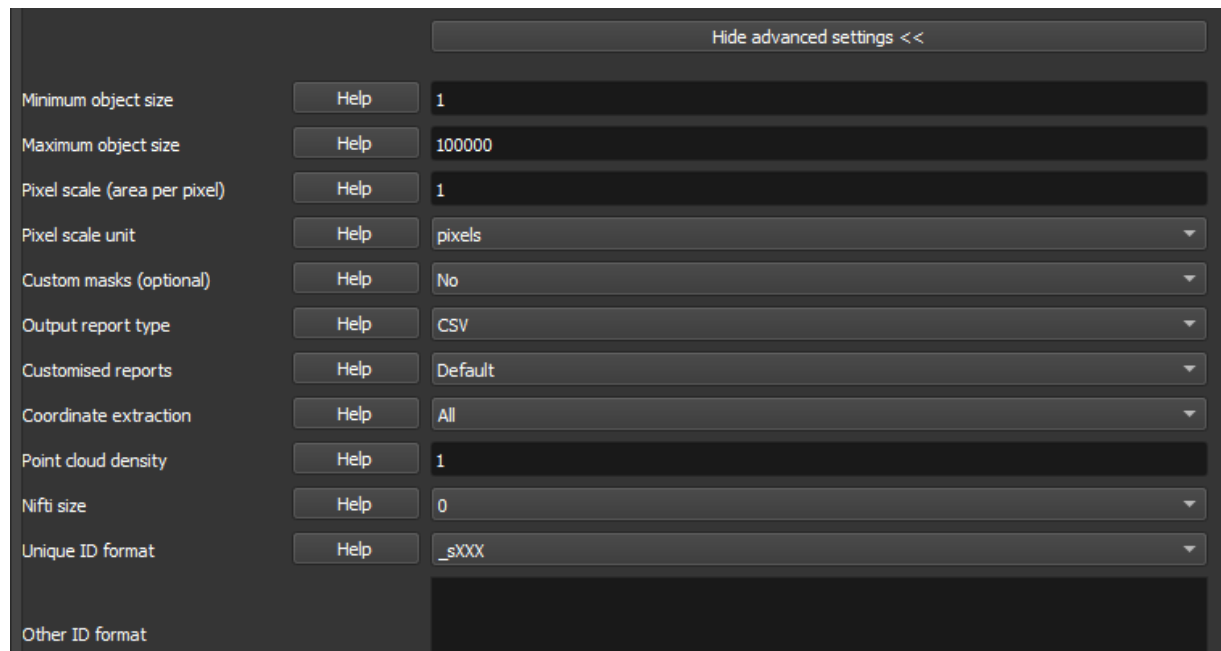 Hide advanced settings <<
Minimum object size Help 1
Maximum object size Help 100000
Pixel scale (area per pixel) Help 1
Pixel scale unit Help pixels
Custom masks (optional) Help No
Output report type Help CSV
Customised reports Help Default
Coordinate extraction Help All
Point cloud density Help 1
Nifti size Help 0
Unique ID format Help _sXXX
Other ID format